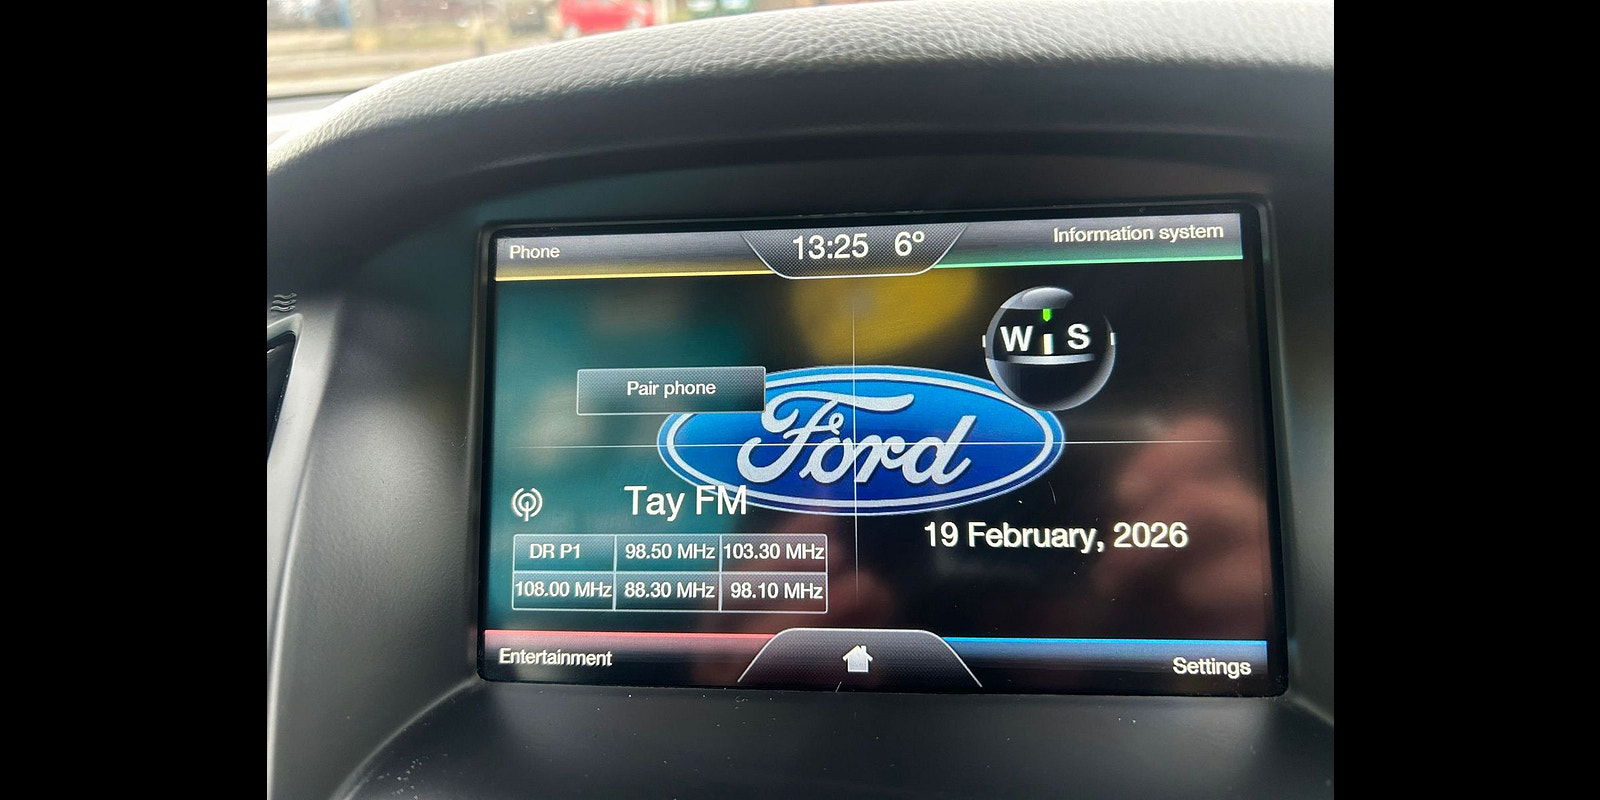 Phone
13:25 6°
Information system
W S
Pair phone
Ford
Tay FM
19 February, 2026
DR P1 98.50 MHz 103.30 MHz
108.00 MHz 88.30 MHz 98.10 MHz
Entertainment
Settings